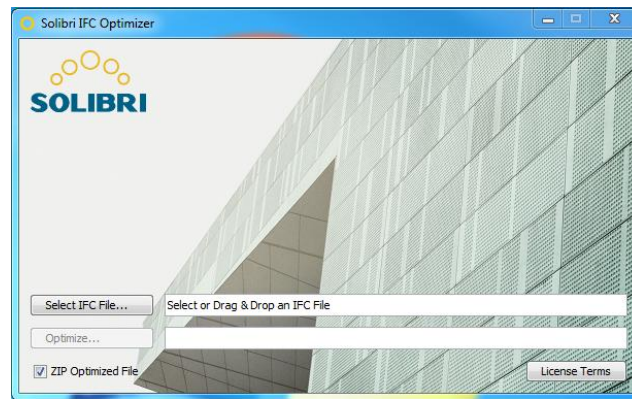 Solibri IFC Optimizer
SOLIBRI
Select IFC File...
Select or Drag & Drop an IFC File
Optimize...
ZIP Optimized File
License Terms